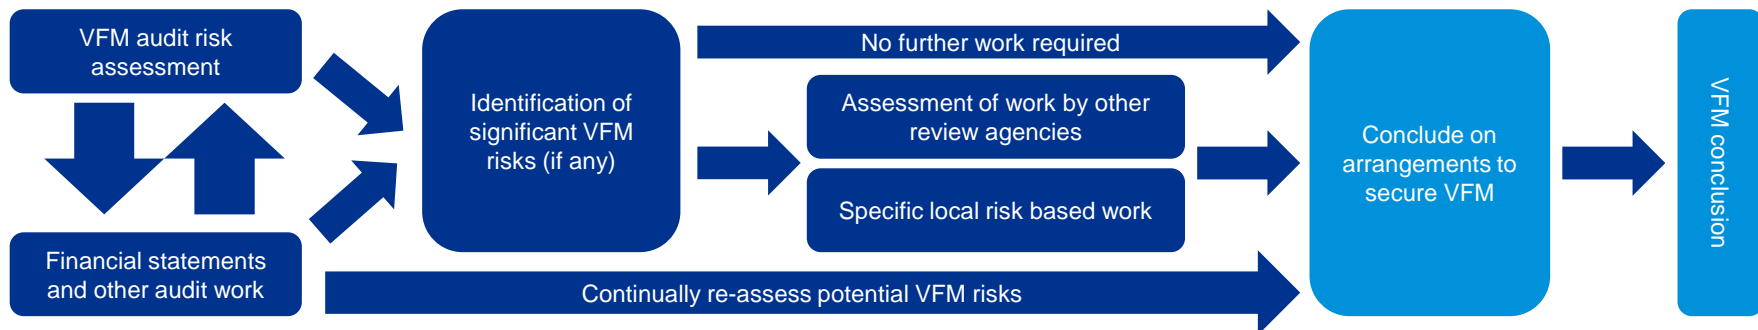 VFM audit risk
assessment
Financial statements
and other audit work
Identification of
significant VFM
risks (if any)
No further work required
Assessment of work by other
review agencies
Specific local risk based work
Continually re-assess potential VFM risks
Conclude on
arrangements to
secure VFM
VFM conclusion